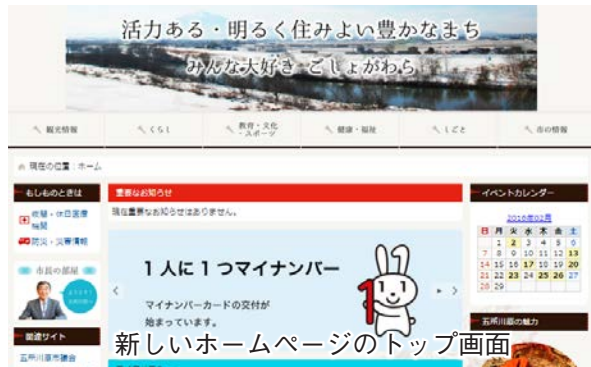 活力ある・明るく住みよい豊かなまち
みんな大好き ごしょがわら
観光情報
くらし
教育・文化
・スポーツ
健康・福祉
しごと
市の情報
現在の位置：ホーム
もしものときは
夜間・休日医療
機関
防災・災害情報
市長の部屋
関連サイト
五所川原市議会
重要なお知らせ
現在重要なお知らせはありません。
1人に1つマイナンバー
マイナンバーカードの交付が
始まっています。
1
イベントカレンダー
2016年02月
日 月 火 水 木 金 土
1 2 3 4 5 6
7 8 9 10 11 12 13
14 15 16 17 18 19 20
21 22 23 24 25 26 27
28 29
五所川原の魅力
新しいホームページのトップ画面